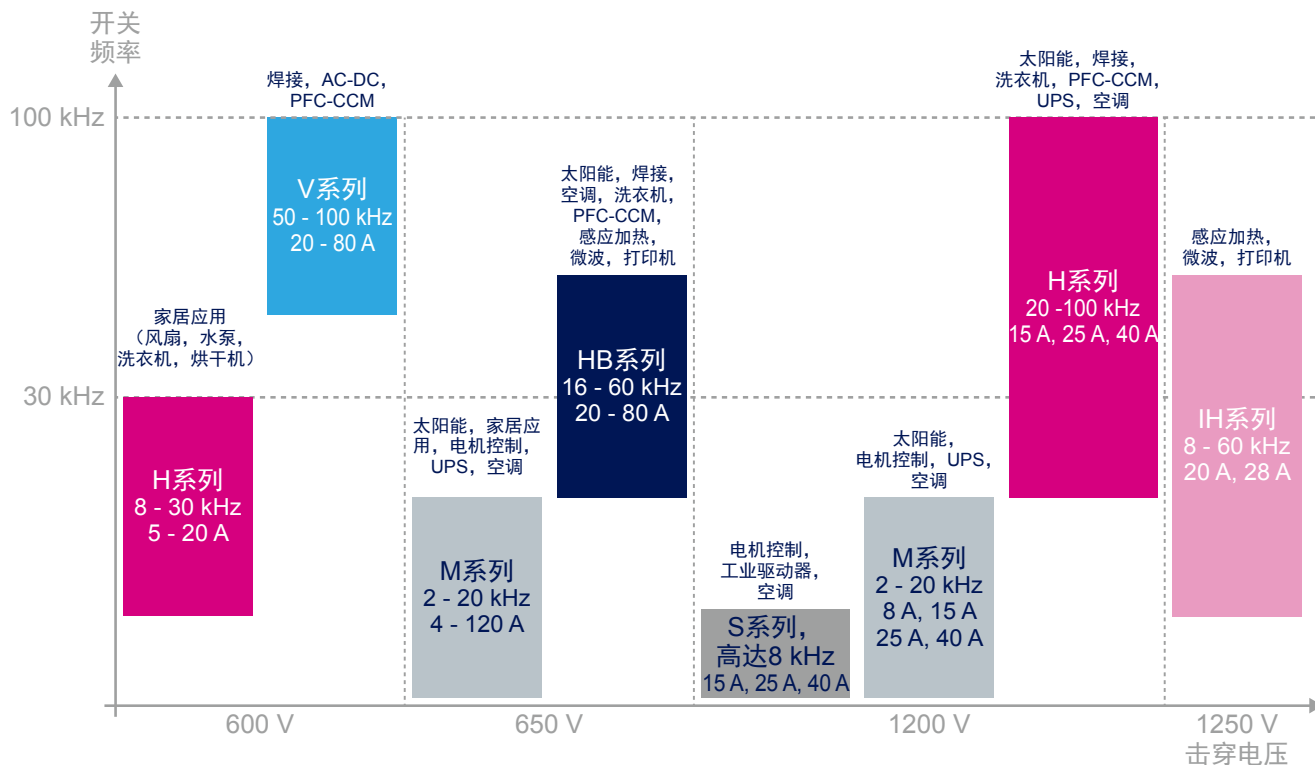 开关
频率
100 kHz
30 kHz
焊接，AC-DC，
PFC-CCM
V系列
50 - 100 kHz
20 - 80 A
家居应用
（风扇，水泵，
洗衣机，烘干机）
H系列
8 - 30 kHz
5 - 20 A
太阳能，家居应
用，电机控制，
UPS，空调
M系列
2 - 20 kHz
4 - 120 A
太阳能，焊接，
空调，洗衣机，
PFC-CCM，
感应加热，
微波，打印机
HB系列
16 - 60 kHz
20 - 80 A
电机控制，
工业驱动器，
空调
S系列，
高达8 kHz
15 A, 25 A, 40 A
太阳能，
电机控制，UPS，
空调
M系列
2 - 20 kHz
8 A, 15 A
25 A, 40 A
太阳能，焊接，
洗衣机，PFC-CCM，
UPS，空调
H系列
20 -100 kHz
15 A, 25 A, 40 A
感应加热，
微波，打印机
IH系列
8 - 60 kHz
20 A, 28 A
600 V
650 V
1200 V
1250 V
击穿电压